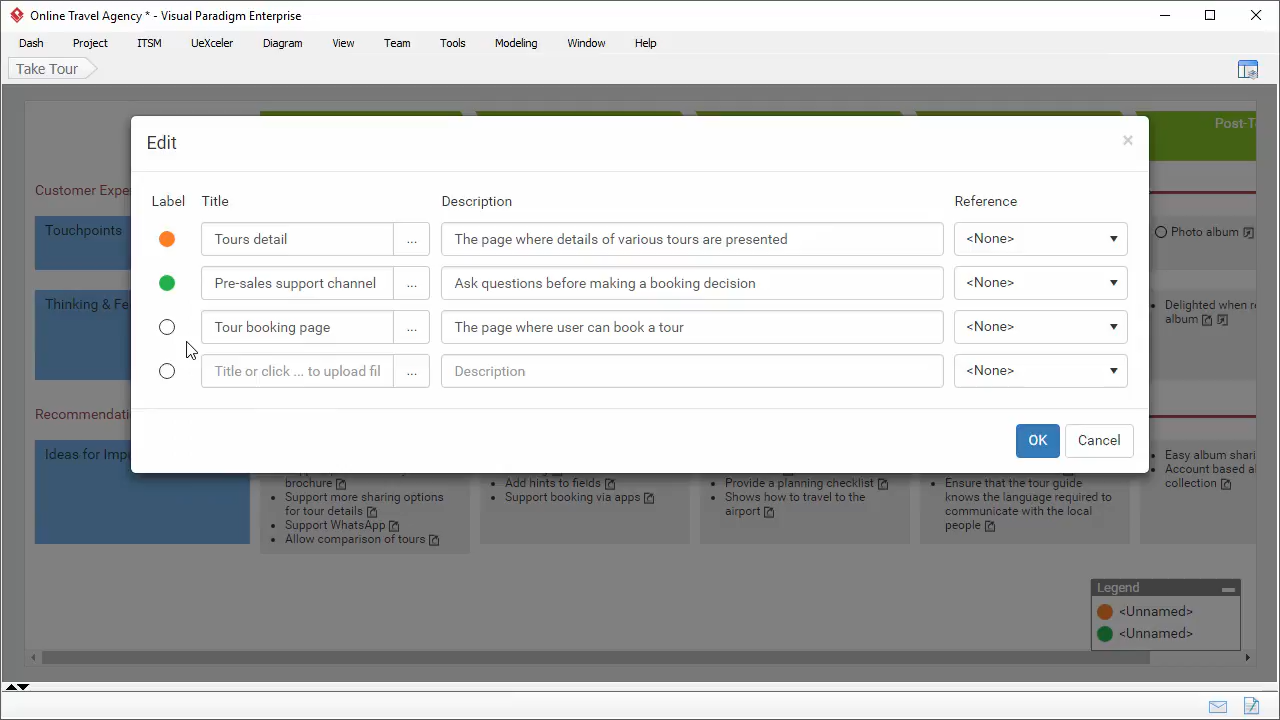 Online Travel Agency * - Visual Paradigm Enterprise
Dash Project ITSM UeXceler Diagram View Team Tools Modeling Window Help
Take Tour
Post-T
Edit
×
Customer Expe
Label Title Description Reference
Touchpoints
Tours detail ... The page where details of various tours are presented <None>
Photo album
Pre-sales support channel ... Ask questions before making a booking decision <None>
Thinking & Fe
Tour booking page ... The page where user can book a tour <None>
Delighted when r
album
Title or click ... to upload fil ... Description <None>
Recommendati
OK Cancel
Ideas for Imp
Easy album shari
Account based al
collection
brochure
Support more sharing options
for tour details
Support WhatsApp
Allow comparison of tours
Add hints to fields
Support booking via apps
Provide a planning checklist
Shows how to travel to the
airport
Ensure that the tour guide
knows the language required to
communicate with the local
people
Legend
<Unnamed>
<Unnamed>